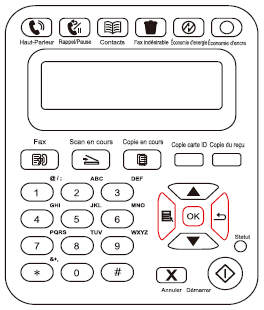 Haut-Parleur Rappel/Pause Contacts Fax indésirable Économie d'energie Économie d'encre
Fax Scan en cours Copie en cours Copie carte ID Copie du reçu
@/: ABC DEF
1 2 3
GHI JKL MNO
4 5 6
OK
PQRS TUV WXYZ
7 8 9
Statut
&+,
* 0 #
X
Annuler Démarrer